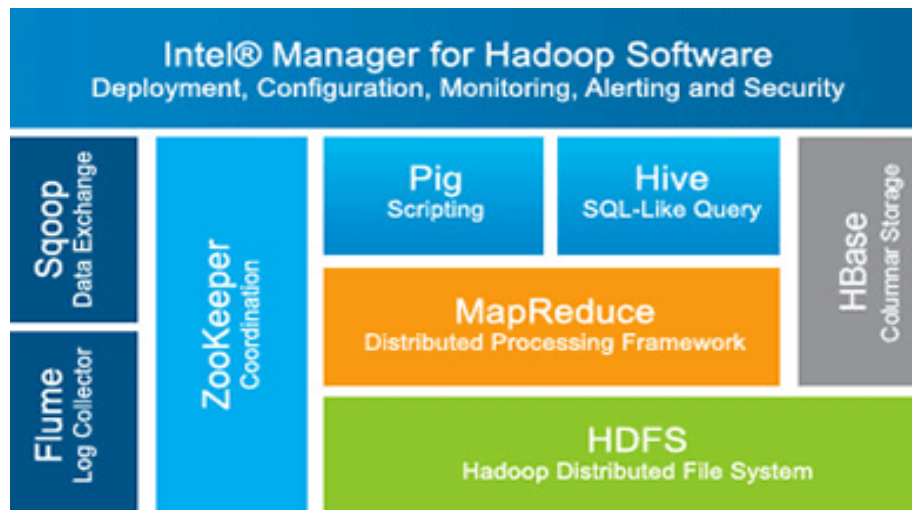 Intel® Manager for Hadoop Software
Deployment, Configuration, Monitoring, Alerting and Security
Sqoop
Data Exchange
Flume
Log Collector
ZooKeeper
Coordination
Pig
Scripting
Hive
SQL-Like Query
MapReduce
Distributed Processing Framework
HBase
Columnar Storage
HDFS
Hadoop Distributed File System